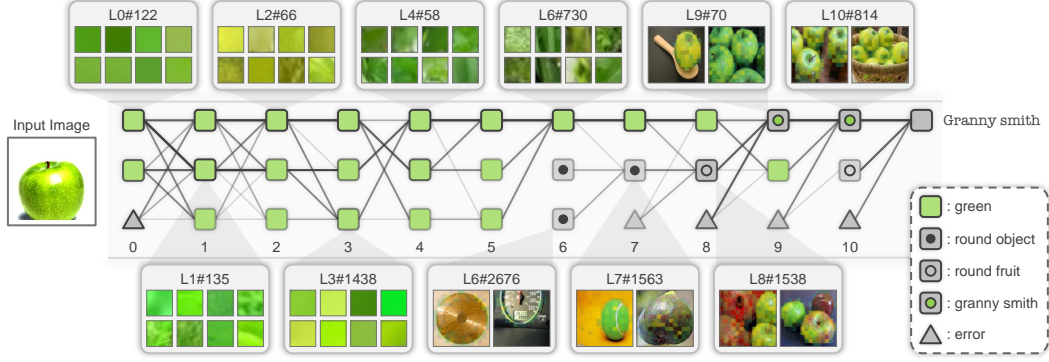 L0#122
L2#66
L4#58
L6#730
L9#70
L10#814
Input Image
Granny smith
0 1 2 3 4 5 6 7 8 9 10
: green
: round object
: round fruit
: granny smith
: error
L1#135
L3#1438
L6#2676
L7#1563
L8#1538